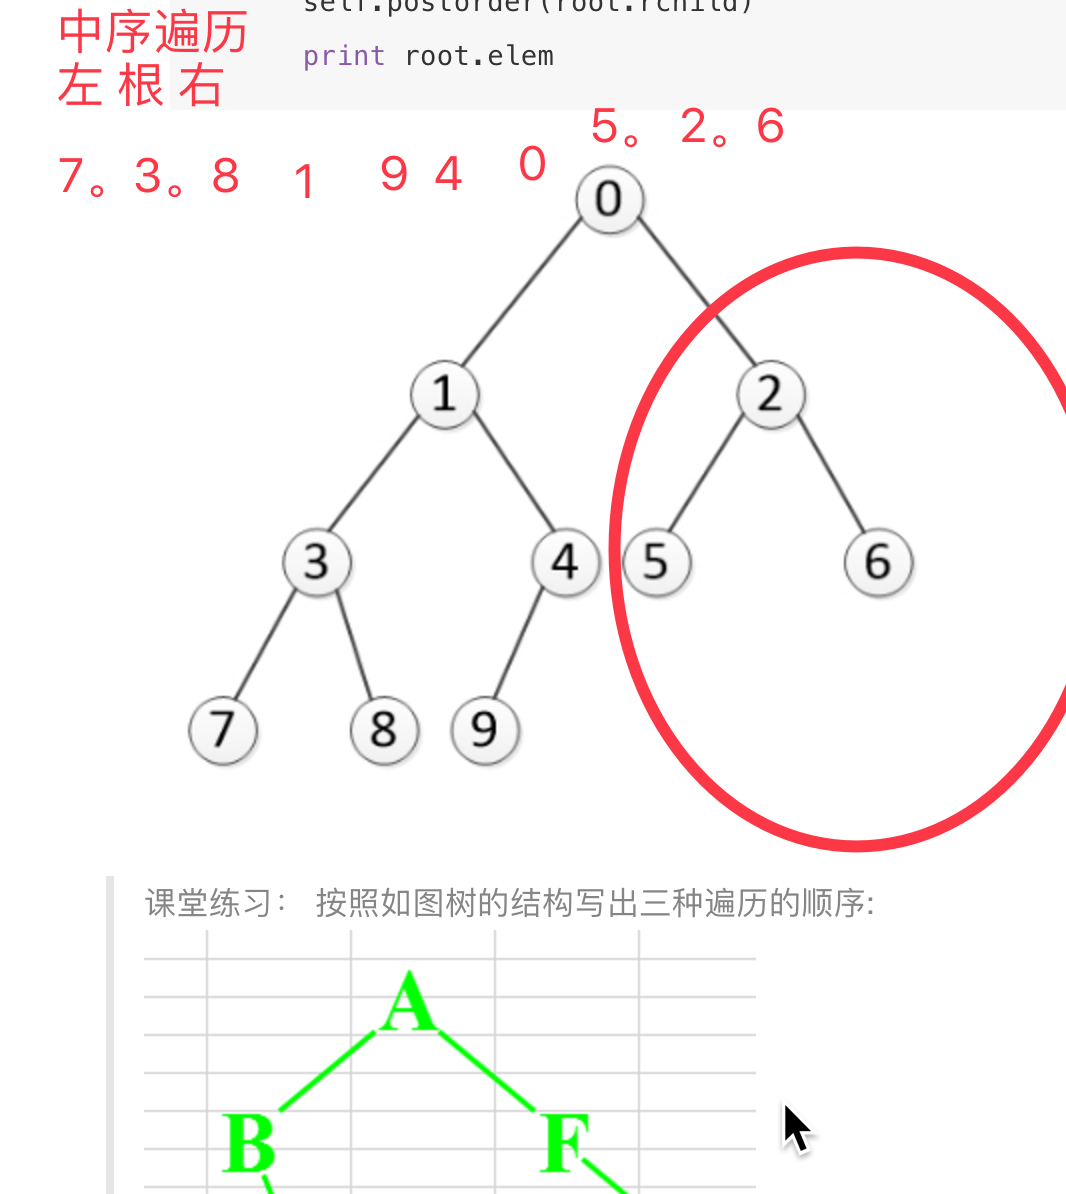 self.postorder(root.rchild)
中序遍历
print root.elem
左 根 右
5。 2。6
7。3。8 1 9 4 0
0
1 2
3 4 5 6
7 8 9
课堂练习： 按照如图树的结构写出三种遍历的顺序:
A
B F